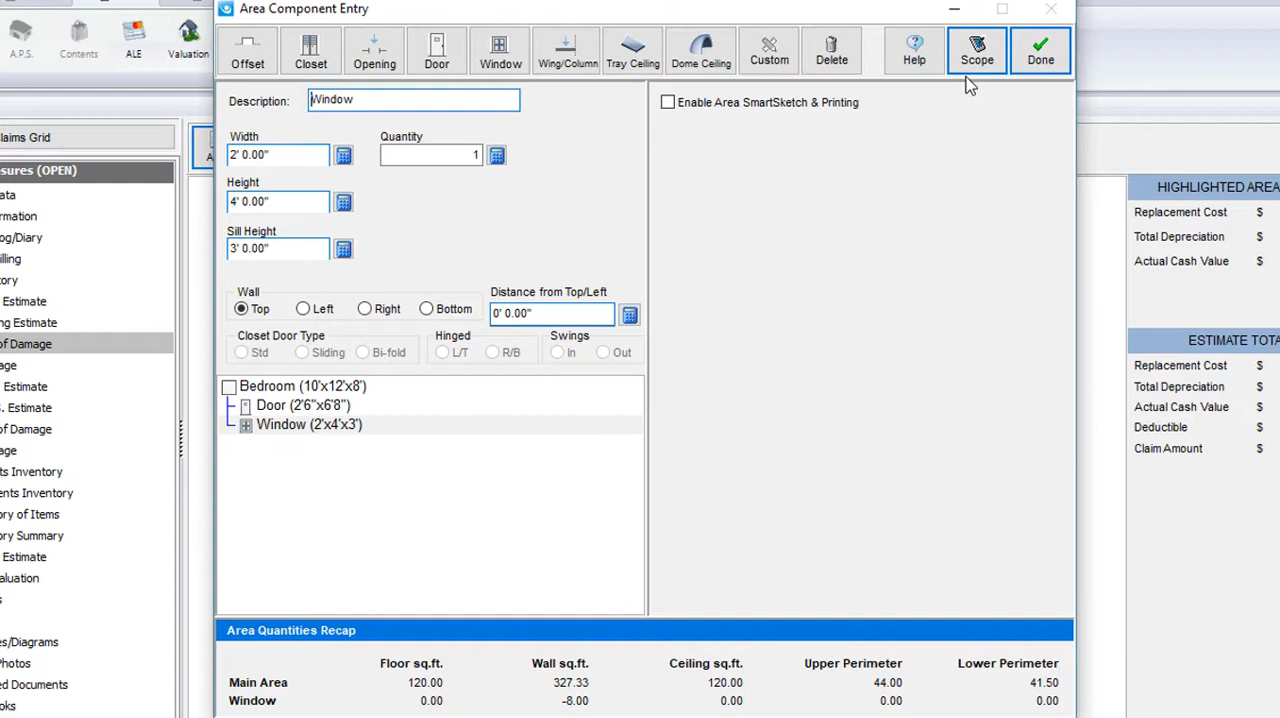 Area Component Entry
A.P.S. Contents ALE Valuation
Offset Closet Opening Door Window Wing/Column Tray Ceiling Dome Ceiling Custom Delete Help Scope Done
Description: Window
Enable Area SmartSketch & Printing
Width Quantity
2' 0.00" 1
Height
4' 0.00"
Sill Height
3' 0.00"
Wall
Top Left Right Bottom
Distance from Top/Left
0' 0.00"
Closet Door Type Hinged Swings
Std Sliding Bi-fold L/T R/B In Out
Bedroom (10'x12'x8')
Door (2'6"x6'8")
Window (2'x4'x3')
Area Quantities Recap
Floor sq.ft. Wall sq.ft. Ceiling sq.ft. Upper Perimeter Lower Perimeter
Main Area 120.00 327.33 120.00 44.00 41.50
Window 0.00 -8.00 0.00 0.00 0.00
laims Grid
sures (OPEN)
ata
ormation
og/Diary
illing
tory
Estimate
ng Estimate
of Damage
age
Estimate
S. Estimate
of Damage
age
ts Inventory
ents Inventory
ory of Items
ory Summary
Estimate
aluation
s
es/Diagrams
Photos
ed Documents
oks
HIGHLIGHTED AREA
Replacement Cost $
Total Depreciation $
Actual Cash Value $
ESTIMATE TOTA
Replacement Cost $
Total Depreciation $
Actual Cash Value $
Deductible $
Claim Amount $